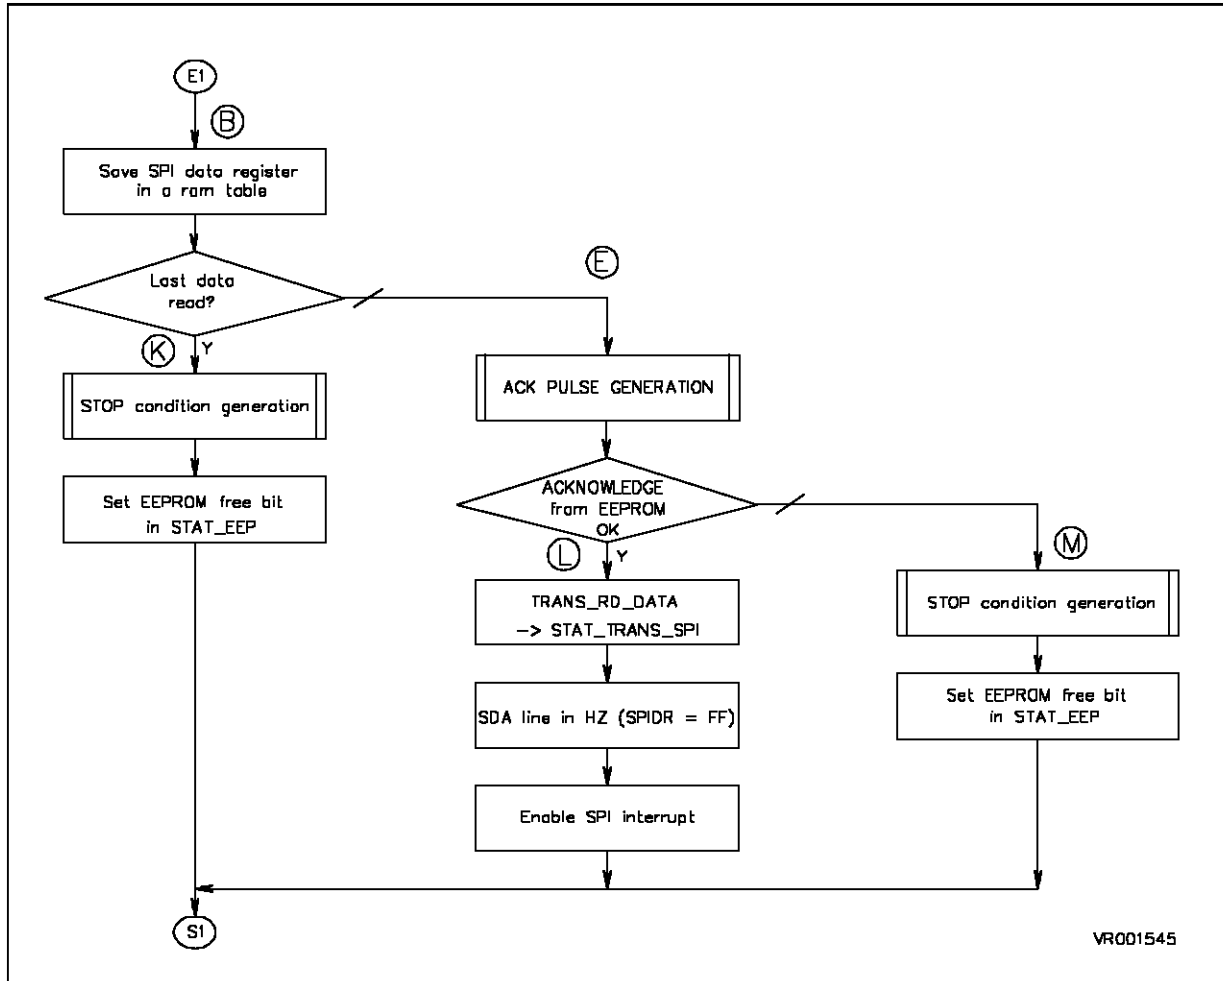 E1
B
Save SPI data register
in a ram table
Last data
read?
E
K
Y
STOP condition generation
ACK PULSE GENERATION
Set EEPROM free bit
in STAT_EEP
ACKNOWLEDGE
from EEPROM
OK
L
Y
M
TRANS_RD_DATA
-> STAT_TRANS_SPI
STOP condition generation
SDA line in HZ (SPIDR = FF)
Set EEPROM free bit
in STAT_EEP
Enable SPI interrupt
S1
VR001545